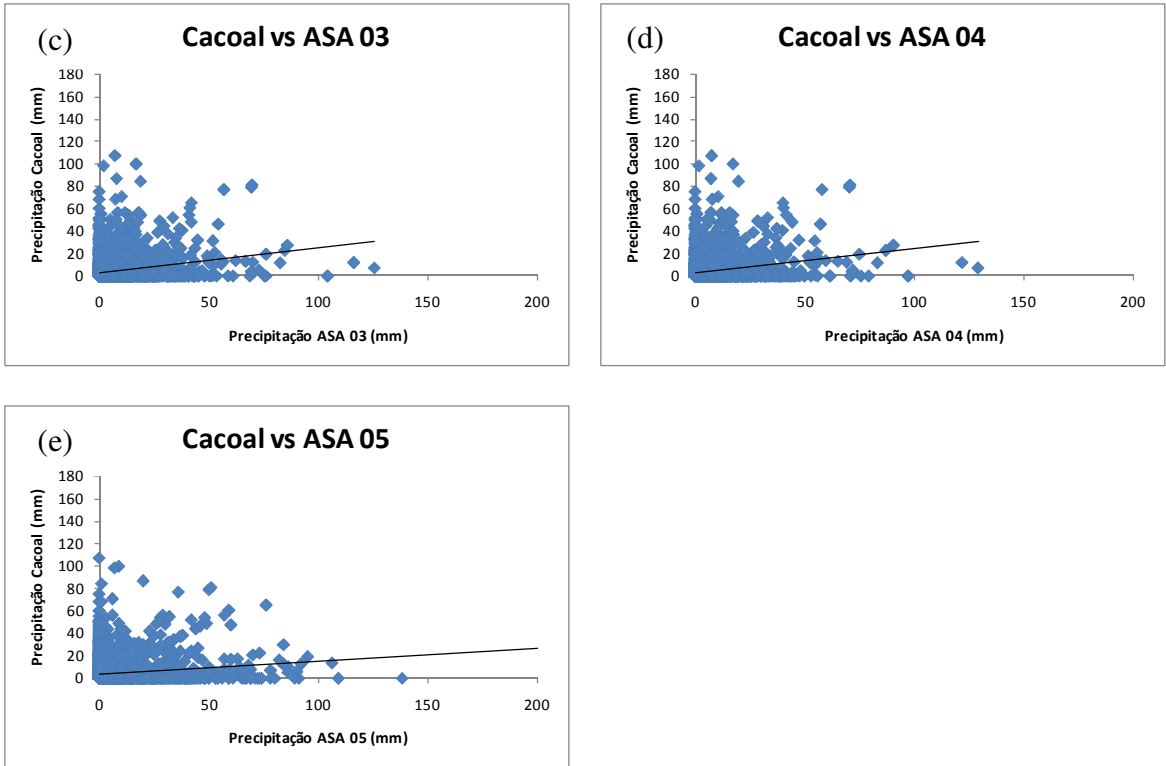 (c) Cacoal vs ASA 03
Precipitação Cacoal (mm)
180
160
140
120
100
80
60
40
20
0
0 50 100 150 200
Precipitação ASA 03 (mm)
(d) Cacoal vs ASA 04
Precipitação Cacoal (mm)
180
160
140
120
100
80
60
40
20
0
0 50 100 150 200
Precipitação ASA 04 (mm)
(e) Cacoal vs ASA 05
Precipitação Cacoal (mm)
180
160
140
120
100
80
60
40
20
0
0 50 100 150 200
Precipitação ASA 05 (mm)